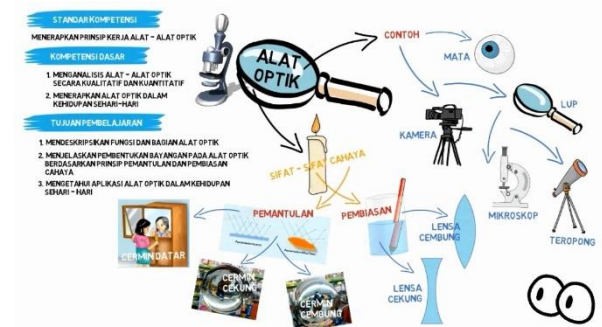 STANDAR KOMPETENSI
MENERAPKAN PRINSIP KERJA ALAT - ALAT OPTIK
KOMPETENSI DASAR
1. MENGANALISIS ALAT - ALAT OPTIK
SECARA KUALITATIF DAN KUANTITATIF
2. MENERAPKAN ALAT OPTIK DALAM
KEHIDUPAN SEHARI-HARI
TUJUAN PEMBELAJARAN
1. MENDESKRIPSIKAN FUNGSI DAN BAGIAN ALAT OPTIK
2. MENJELASKAN PEMBENTUKAN BAYANGAN PADA ALAT OPTIK
BERDASARKAN PRINSIP PEMANTULAN DAN PEMBIASAN
CAHAYA
3. MENGETAHUI APLIKASI ALAT OPTIK DALAM KEHIDUPAN
SEHARI - HARI
ALAT
OPTIK
CONTOH
MATA
LUP
KAMERA
MIKROSKOP
TEROPONG
SIFAT - SIFAT CAHAYA
PEMANTULAN
PEMBIASAN
CERMIN DATAR
CERMIN
CEKUNG
CERMIN
CEMBUNG
LENSA
CEMBUNG
LENSA
CEKUNG